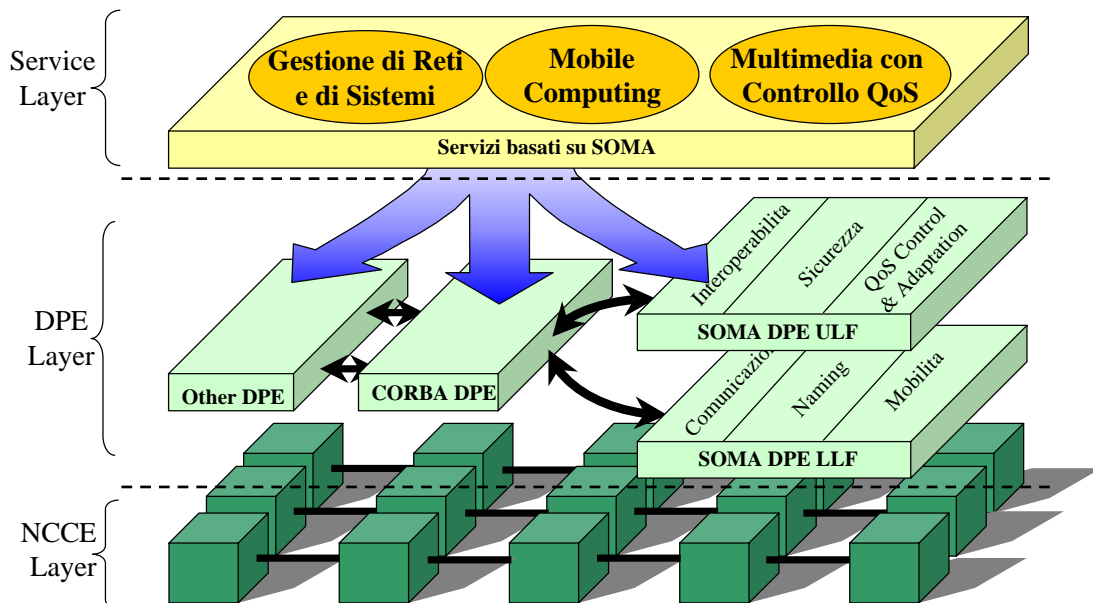 Service
Layer
Gestione di Reti
e di Sistemi
Mobile
Computing
Multimedia con
Controllo QoS
Servizi basati su SOMA
DPE
Layer
Other DPE
CORBA DPE
Interoperabilita
Sicurezza
QoS Control
& Adaptation
SOMA DPE ULF
Comunicazion
Naming
Mobilita
SOMA DPE LLF
NCCE
Layer